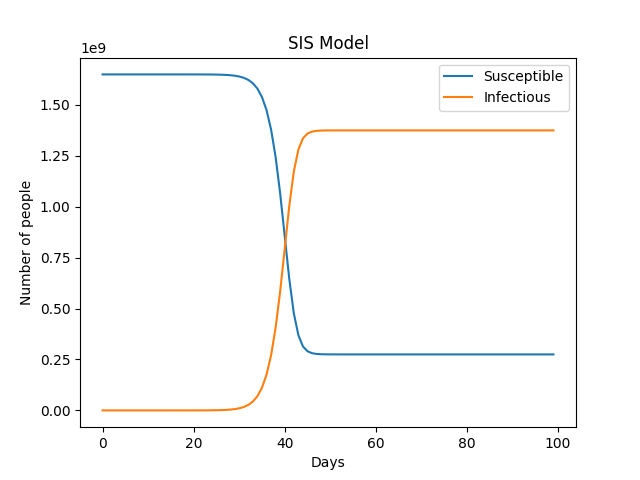 SIS Model
1e9
Susceptible
Infectious
1.50
1.25
1.00
0.75
0.50
0.25
0.00
Number of people
0 20 40 60 80 100
Days